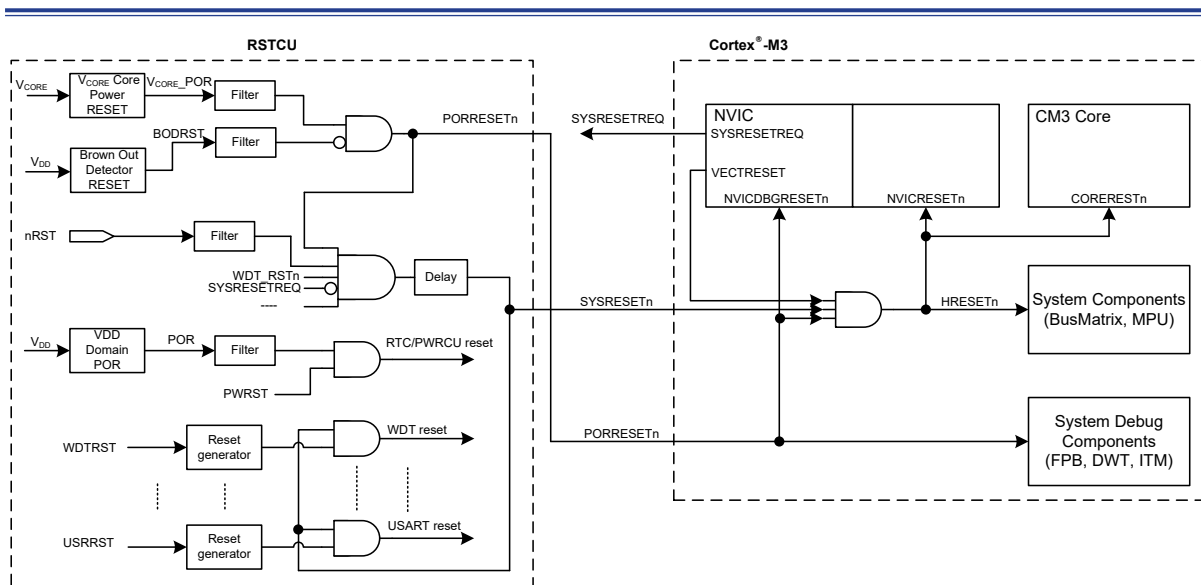 RSTCU
Cortex®-M3
VCORE
VCORE Core
Power
RESET
VCORE_POR
Filter
BODRST
VDD
Brown Out
Detector
RESET
Filter
PORRESETn
nRST
Filter
WDT_RSTn
SYSRESETREQ
----
Delay
SYSRESETn
VDD
VDD
Domain
POR
POR
Filter
RTC/PWRCU reset
PWRST
WDTRST
Reset
generator
WDT reset
PORRESETn
USRRST
Reset
generator
USART reset
SYSRESETREQ
NVIC
SYSRESETREQ
VECTRESET
NVICDBGRESETn
NVICRESETn
CM3 Core
CORERESTn
HRESETn
System Components
(BusMatrix, MPU)
System Debug
Components
(FPB, DWT, ITM)